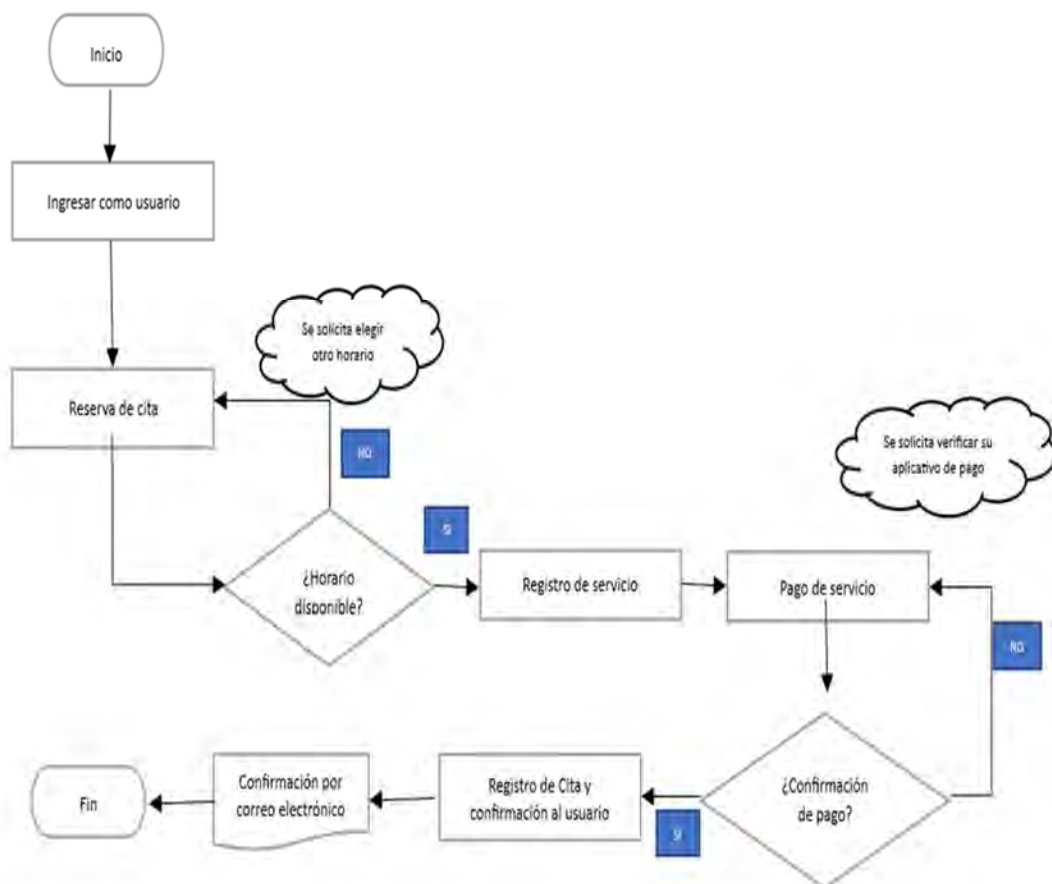 Inicio
Ingresar como usuario
Se solicita elegir
otro horario
Reserva de cita
NO
Se solicita verificar su
aplicativo de pago
SI
¿Horario
disponible?
Registro de servicio
Pago de servicio
NO
¿Confirmación
de pago?
SI
Registro de Cita y
confirmación al usuario
Confirmación por
correo electrónico
Fin